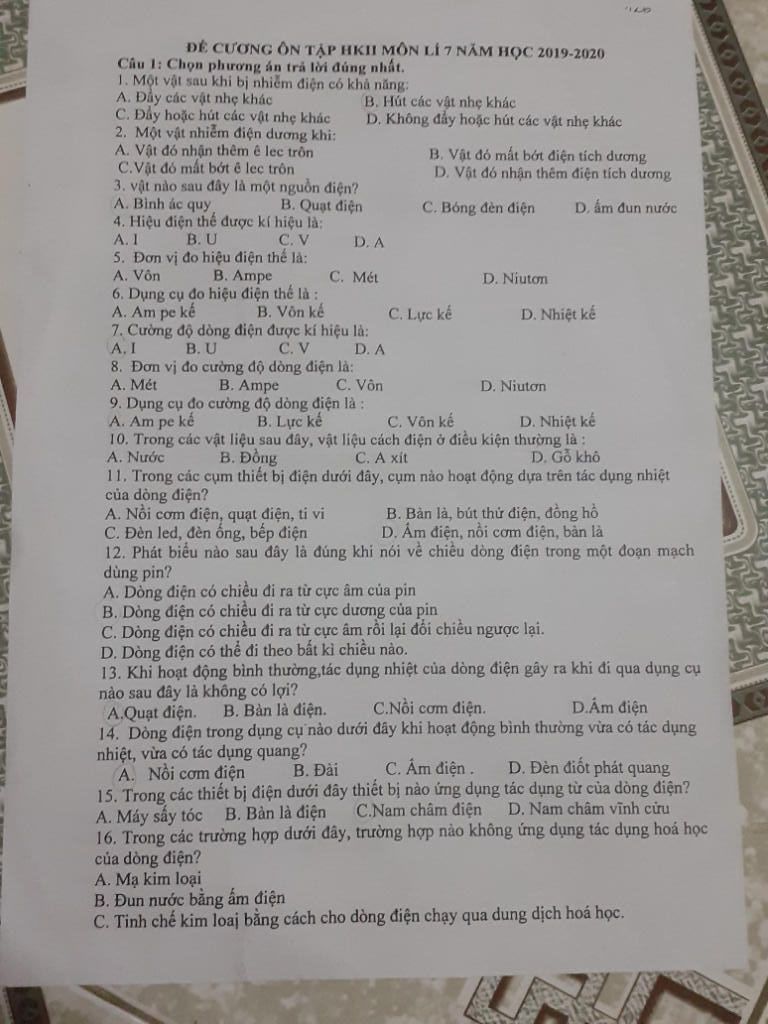 ĐỀ CƯƠNG ÔN TẬP HKII MÔN LÍ 7 NĂM HỌC 2019-2020
Câu 1: Chọn phương án trả lời đúng nhất.
1. Một vật sau khi bị nhiễm điện có khả năng:
A. Đẩy các vật nhẹ khác B. Hút các vật nhẹ khác
C. Đẩy hoặc hút các vật nhẹ khác D. Không đẩy hoặc hút các vật nhẹ khác
2. Một vật nhiễm điện dương khi:
A. Vật đó nhận thêm ê lec trôn B. Vật đó mất bớt điện tích dương
C.Vật đó mất bớt ê lec trôn D. Vật đó nhận thêm điện tích dương
3. vật nào sau đây là một nguồn điện?
A. Bình ác quy B. Quạt điện C. Bóng đèn điện D. ấm đun nước
4. Hiệu điện thế được kí hiệu là:
A. I B. U C. V D. A
5. Đơn vị đo hiệu điện thế là:
A. Vôn B. Ampe C. Mét D. Niutơn
6. Dụng cụ đo hiệu điện thế là :
A. Am pe kế B. Vôn kế C. Lực kế D. Nhiệt kế
7. Cường độ dòng điện được kí hiệu là:
A. I B. U C. V D. A
8. Đơn vị đo cường độ dòng điện là:
A. Mét B. Ampe C. Vôn D. Niutơn
9. Dụng cụ đo cường độ dòng điện là :
A. Am pe kế B. Lực kế C. Vôn kế D. Nhiệt kế
10. Trong các vật liệu sau đây, vật liệu cách điện ở điều kiện thường là :
A. Nước B. Đồng C. A xít D. Gỗ khô
11. Trong các cụm thiết bị điện dưới đây, cụm nào hoạt động dựa trên tác dụng nhiệt
của dòng điện?
A. Nồi cơm điện, quạt điện, ti vi B. Bàn là, bút thử điện, đồng hồ
C. Đèn led, đèn ống, bếp điện D. Ấm điện, nồi cơm điện, bàn là
12. Phát biểu nào sau đây là đúng khi nói về chiều dòng điện trong một đoạn mạch
dùng pin?
A. Dòng điện có chiều đi ra từ cực âm của pin
B. Dòng điện có chiều đi ra từ cực dương của pin
C. Dòng điện có chiều đi ra từ cực âm rồi lại đổi chiều ngược lại.
D. Dòng điện có thể đi theo bất kì chiều nào.
13. Khi hoạt động bình thường,tác dụng nhiệt của dòng điện gây ra khi đi qua dụng cụ
nào sau đây là không có lợi?
A.Quạt điện. B. Bàn là điện. C.Nồi cơm điện. D.Ấm điện
14. Dòng điện trong dụng cụ nào dưới đây khi hoạt động bình thường vừa có tác dụng
nhiệt, vừa có tác dụng quang?
A. Nồi cơm điện B. Đài C. Ấm điện . D. Đèn điốt phát quang
15. Trong các thiết bị điện dưới đây thiết bị nào ứng dụng tác dụng từ của dòng điện?
A. Máy sấy tóc B. Bàn là điện C.Nam châm điện D. Nam châm vĩnh cửu
16. Trong các trường hợp dưới đây, trường hợp nào không ứng dụng tác dụng hoá học
của dòng điện?
A. Mạ kim loại
B. Đun nước bằng ấm điện
C. Tinh chế kim loaị bằng cách cho dòng điện chạy qua dung dịch hoá học.